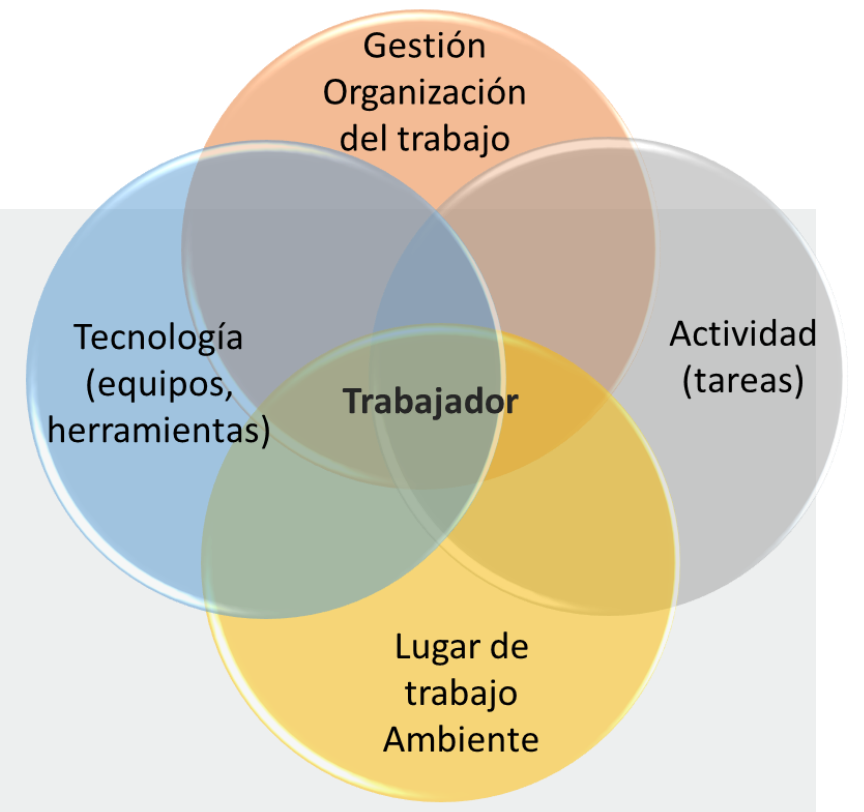 Gestión
Organización
del trabajo
Tecnología
(equipos,
herramientas)
Trabajador
Actividad
(tareas)
Lugar de
trabajo
Ambiente